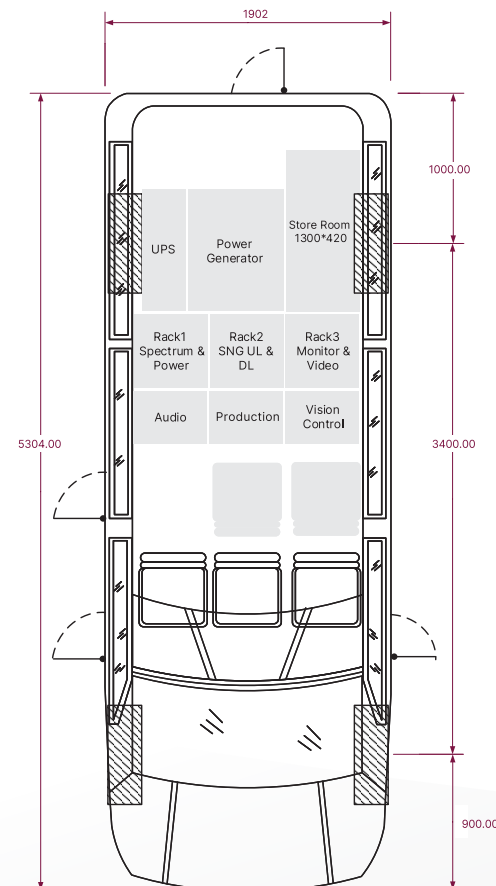 1902
1000.00
Store Room
1300*420
UPS
Power
Generator
Rack1
Spectrum &
Power
Rack2
SNG UL &
DL
Rack3
Monitor &
Video
Audio
Production
Vision
Control
5304.00
3400.00
900.00